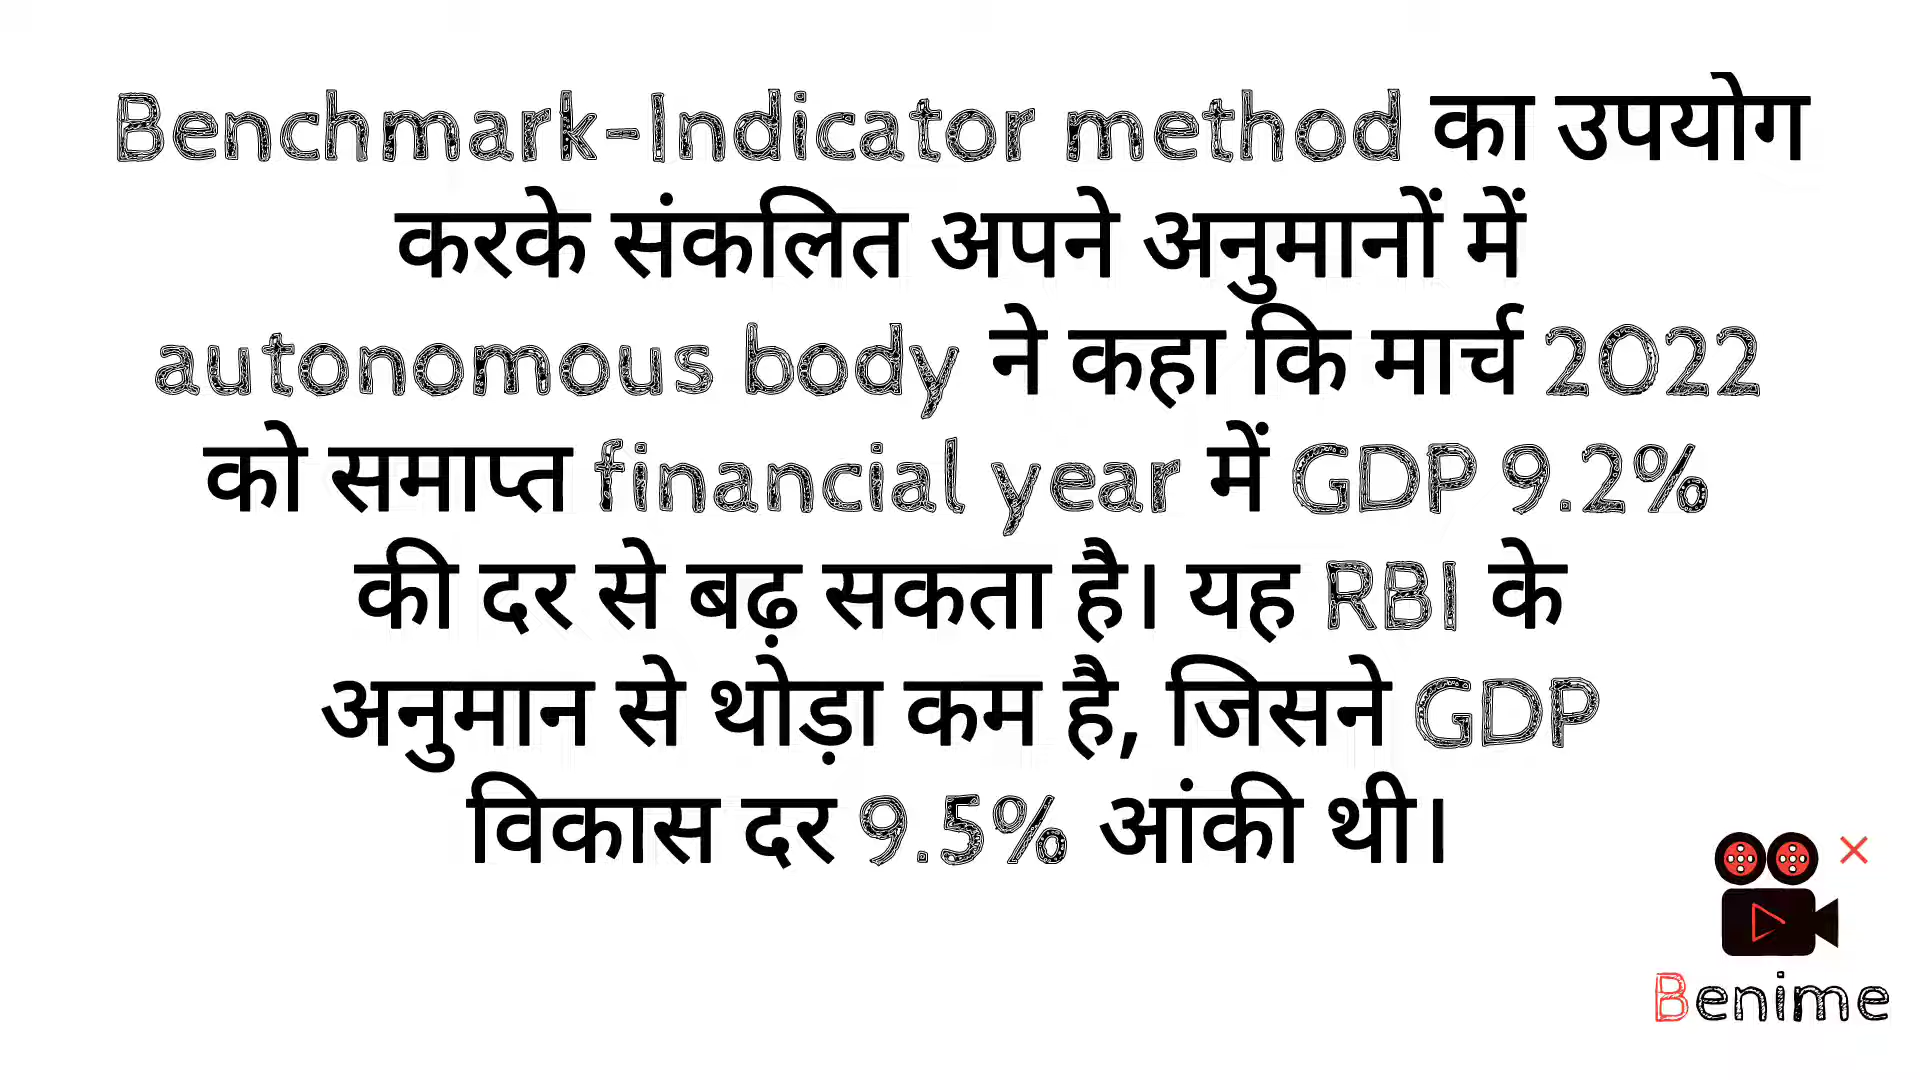 Benchmark-Indicator method का उपयोग
करके संकलित अपने अनुमानों में
autonomous body ने कहा कि मार्च 2022
को समाप्त financial year में GDP 9.2%
की दर से बढ़ सकता है। यह RBI के
अनुमान से थोड़ा कम है, जिसने GDP
विकास दर 9.5% आंकी थी।
Benime